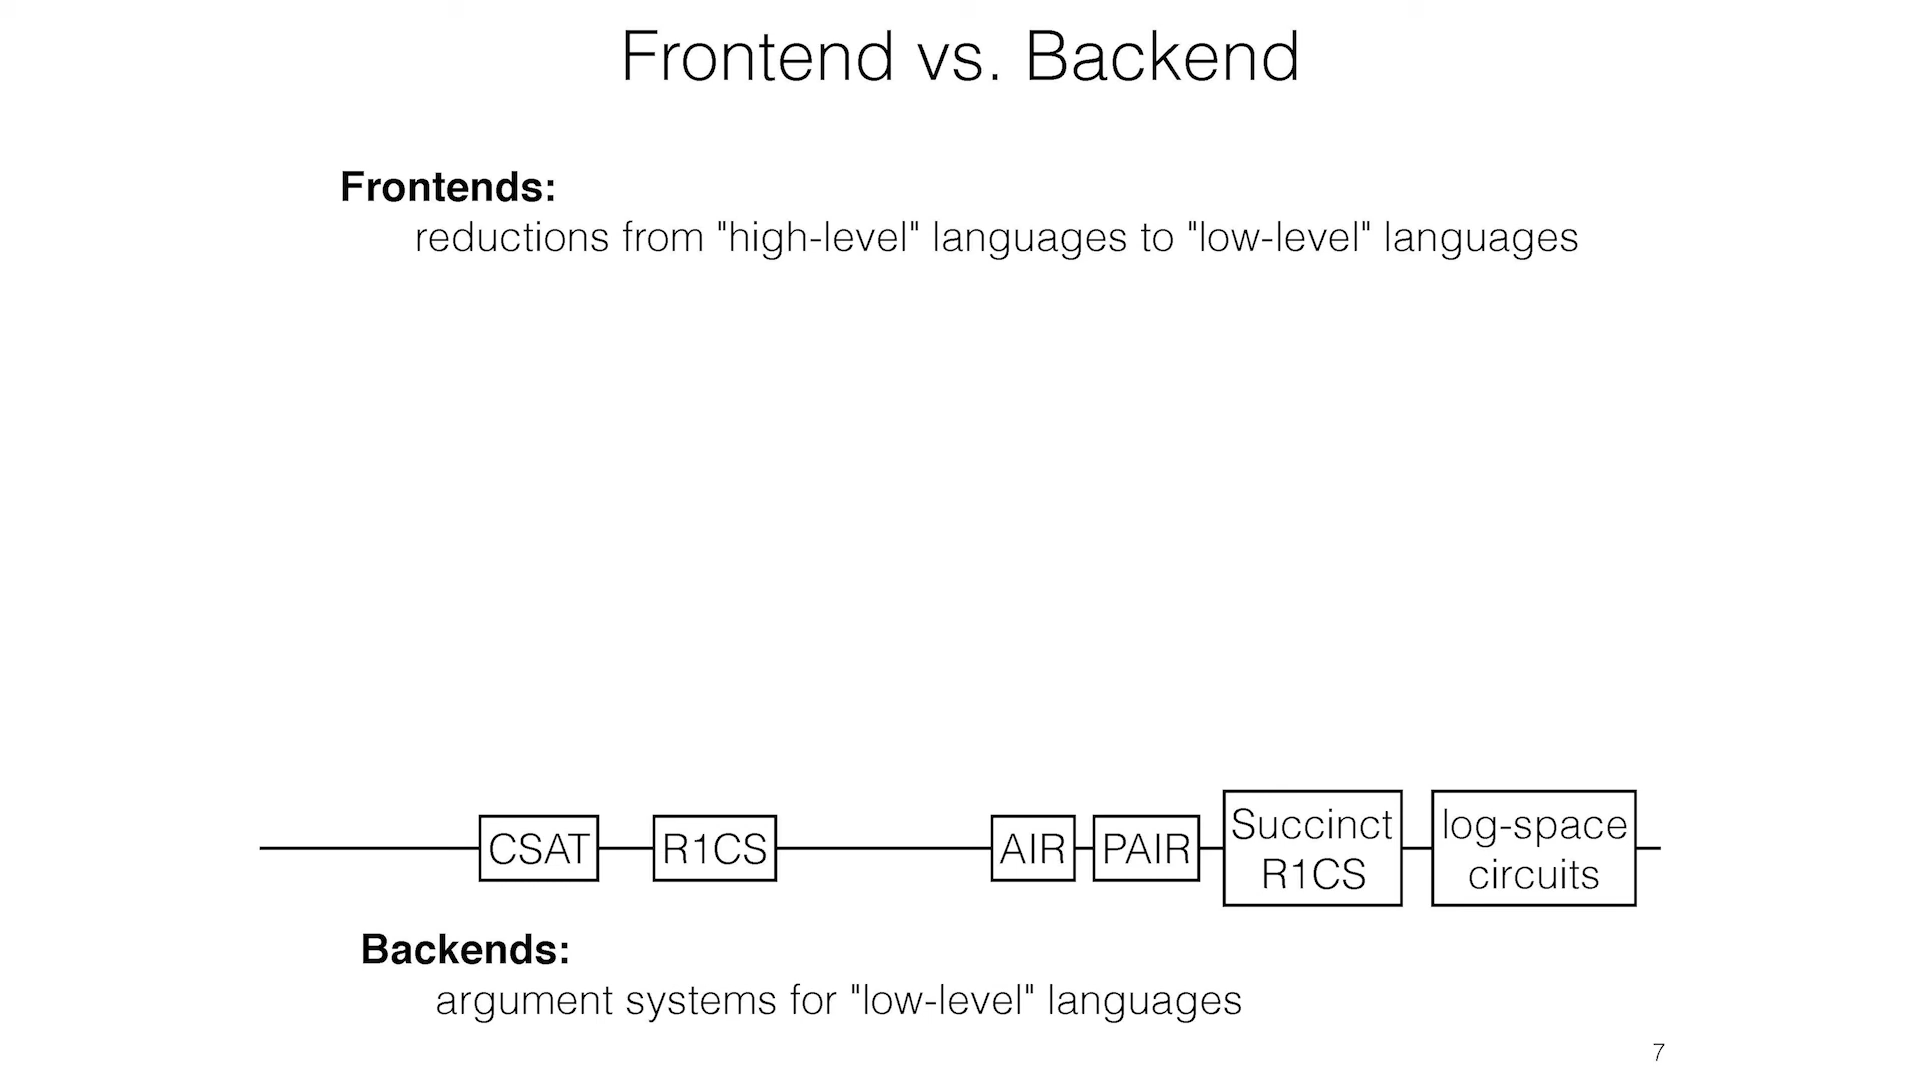 Frontend vs. Backend
Frontends:
reductions from "high-level" languages to "low-level" languages
CSAT
R1CS
AIR
PAIR
Succinct
R1CS
log-space
circuits
Backends:
argument systems for "low-level" languages
7